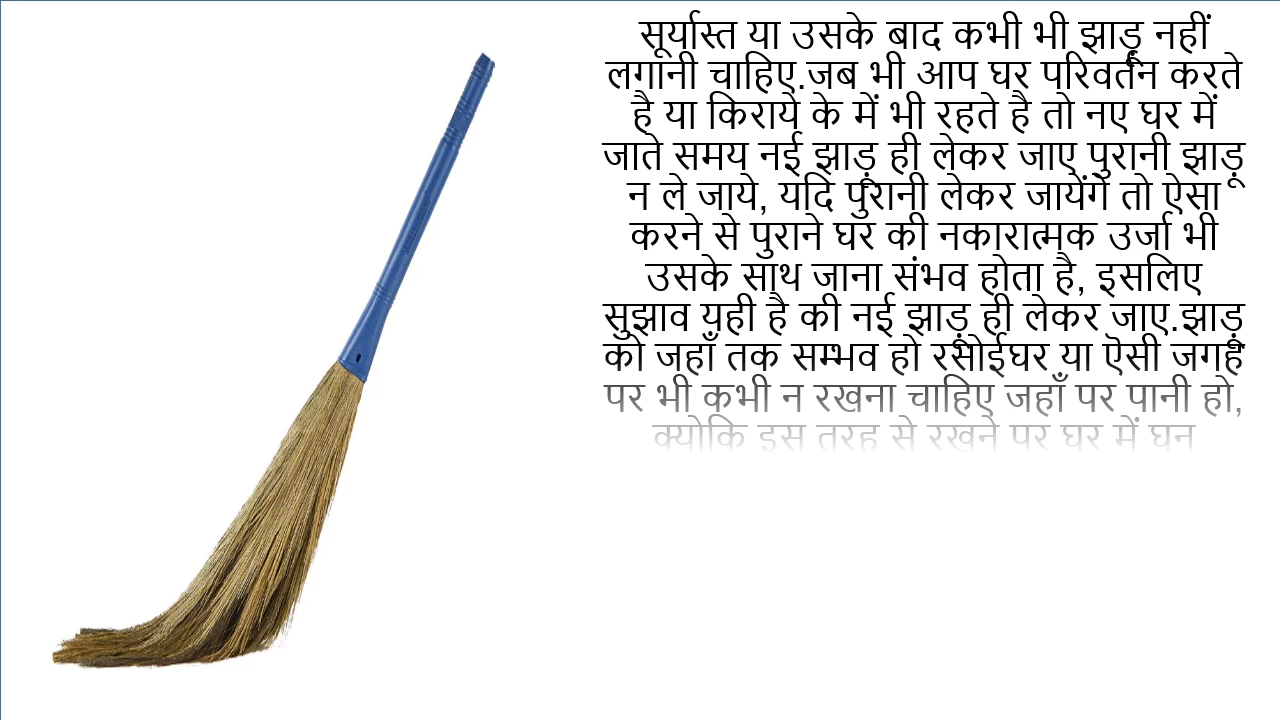 सूर्यास्त या उसके बाद कभी भी झाड़ू नहीं
लगानी चाहिए.जब भी आप घर परिवर्तन करते
है या किराये के में भी रहते है तो नए घर में
जाते समय नई झाड़ू ही लेकर जाए पुरानी झाड़ू
न ले जाये, यदि पुरानी लेकर जायेंगे तो ऐसा
करने से पुराने घर की नकारात्मक उर्जा भी
उसके साथ जाना संभव होता है, इसलिए
सुझाव यही है की नई झाड़ू ही लेकर जाए.झाड़ू
को जहाँ तक सम्भव हो रसोईघर या ऎसी जगह
पर भी कभी न रखना चाहिए जहाँ पर पानी हो,
क्योकि इस तरह से रखने पर घर में घन